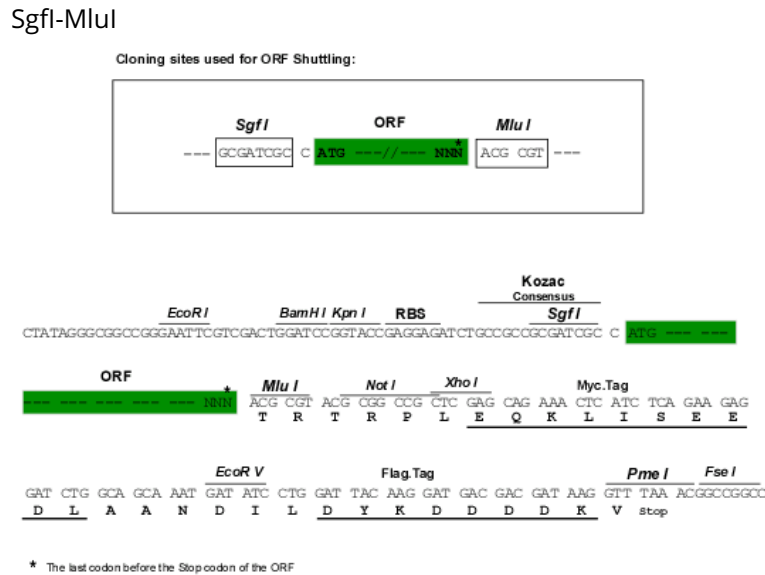 SgfI-MluI
Cloning sites used for ORF Shuttling:
Sgf I ORF Mlu I
*
--- GCGATCGC C ATG ---//--- NNN ACG CGT ---
Kozac
Consensus
EcoR I BamH I Kpn I RBS Sgf I
CTATAGGGCGGCCGGGAATTCGTCGACTGGATCCGGTACCGAGGAGATCTGCCGCCGCGATCGC C ATG --- ---
ORF
* Mlu I Not I Xho I Myc.Tag
--- --- --- --- --- --- NNN ACG CGT ACG CGG CCG CTC GAG CAG AAA CTC ATC TCA GAA GAG
T R T R P L E Q K L I S E E
EcoR V Flag.Tag Pme I Fse I
GAT CTG GCA GCA AAT GAT ATC CTG GAT TAC AAG GAT GAC GAC GAT AAG GTT TAA ACGGCCGGCC
D L A A N D I L D Y K D D D D K V Stop
* The last codon before the Stop codon of the ORF